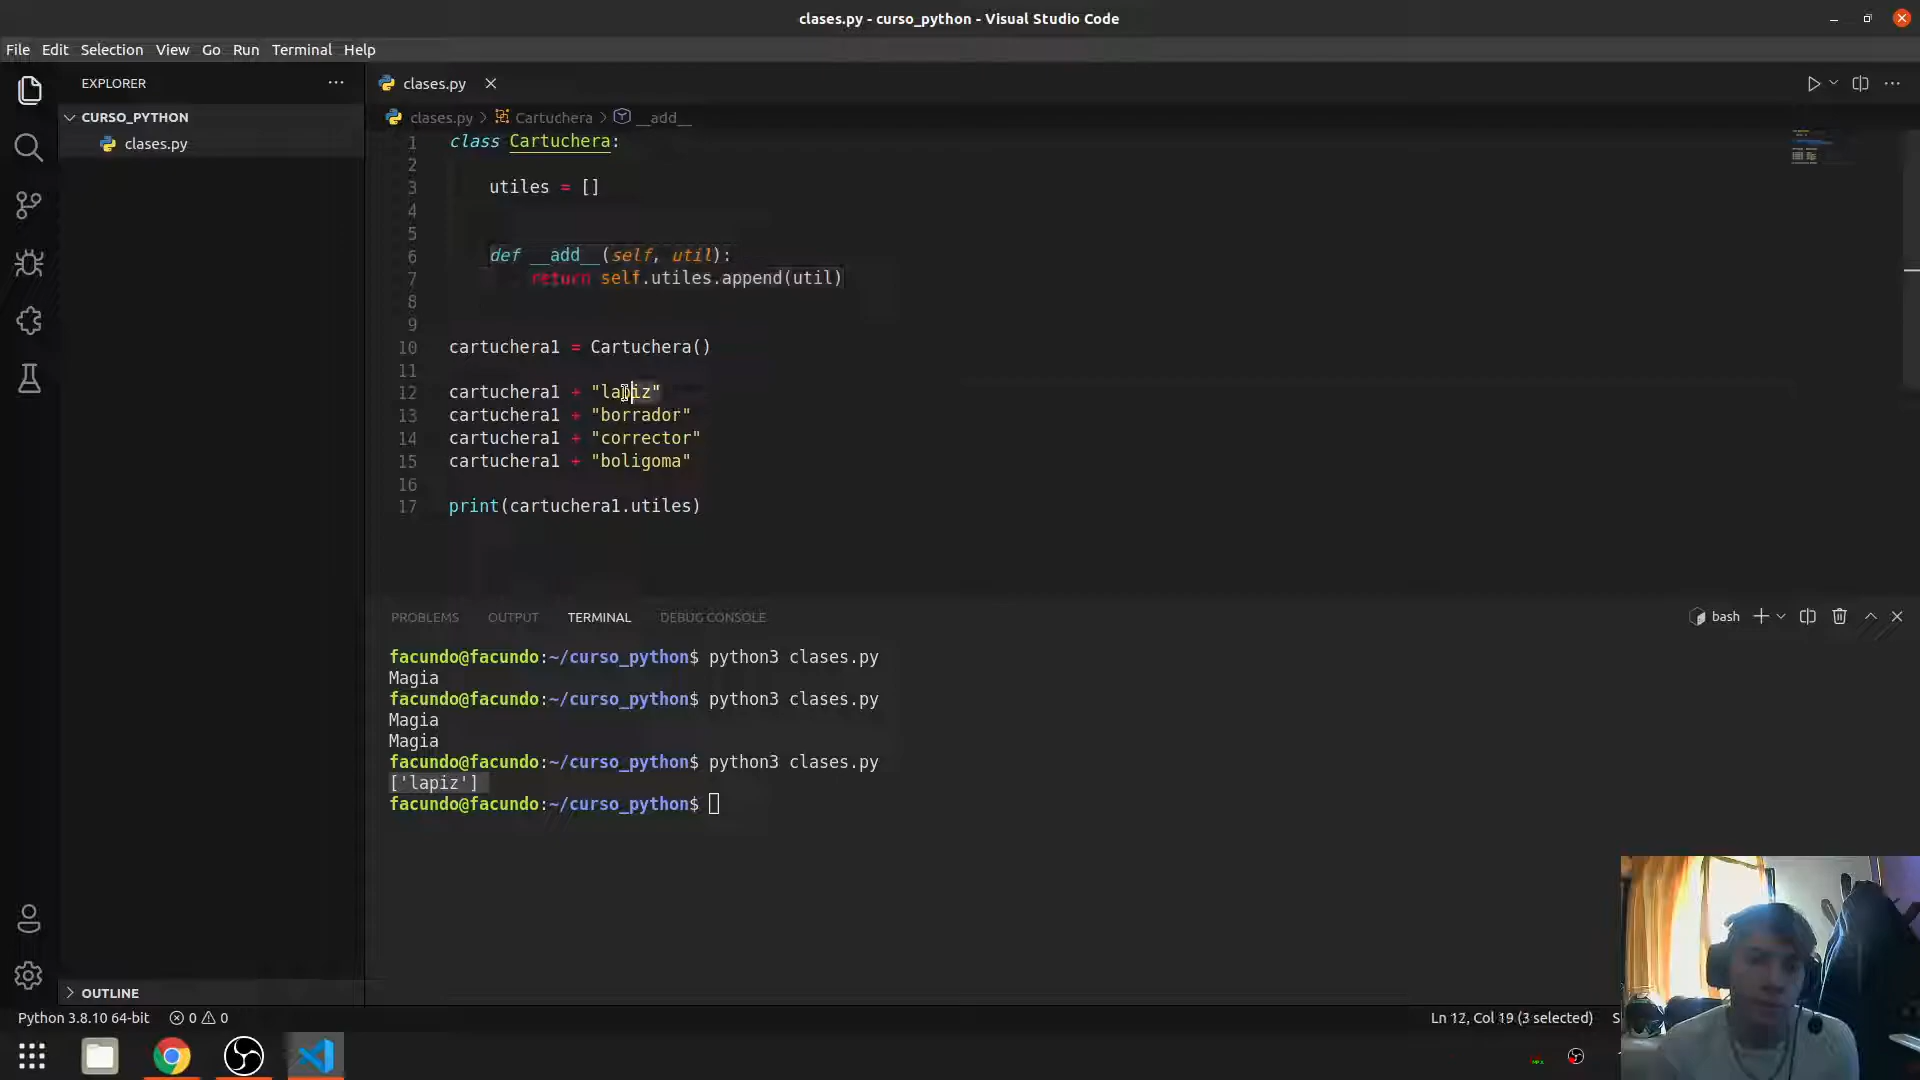 clases.py - curso_python - Visual Studio Code
File Edit Selection View Go Run Terminal Help
EXPLORER
clases.py
CURSO_PYTHON
clases.py > Cartuchera > __add__
clases.py
1 class Cartuchera:
2
3 utiles = []
4
5
6 def __add__(self, util):
7 return self.utiles.append(util)
8
9
10 cartuchera1 = Cartuchera()
11
12 cartuchera1 + "lapiz"
13 cartuchera1 + "borrador"
14 cartuchera1 + "corrector"
15 cartuchera1 + "boligoma"
16
17 print(cartuchera1.utiles)
PROBLEMS OUTPUT TERMINAL DEBUG CONSOLE
bash
facundo@facundo:~/curso_python$ python3 clases.py
Magia
facundo@facundo:~/curso_python$ python3 clases.py
Magia
Magia
facundo@facundo:~/curso_python$ python3 clases.py
['lapiz']
facundo@facundo:~/curso_python$
OUTLINE
Python 3.8.10 64-bit 0 0
Ln 12, Col 19 (3 selected)